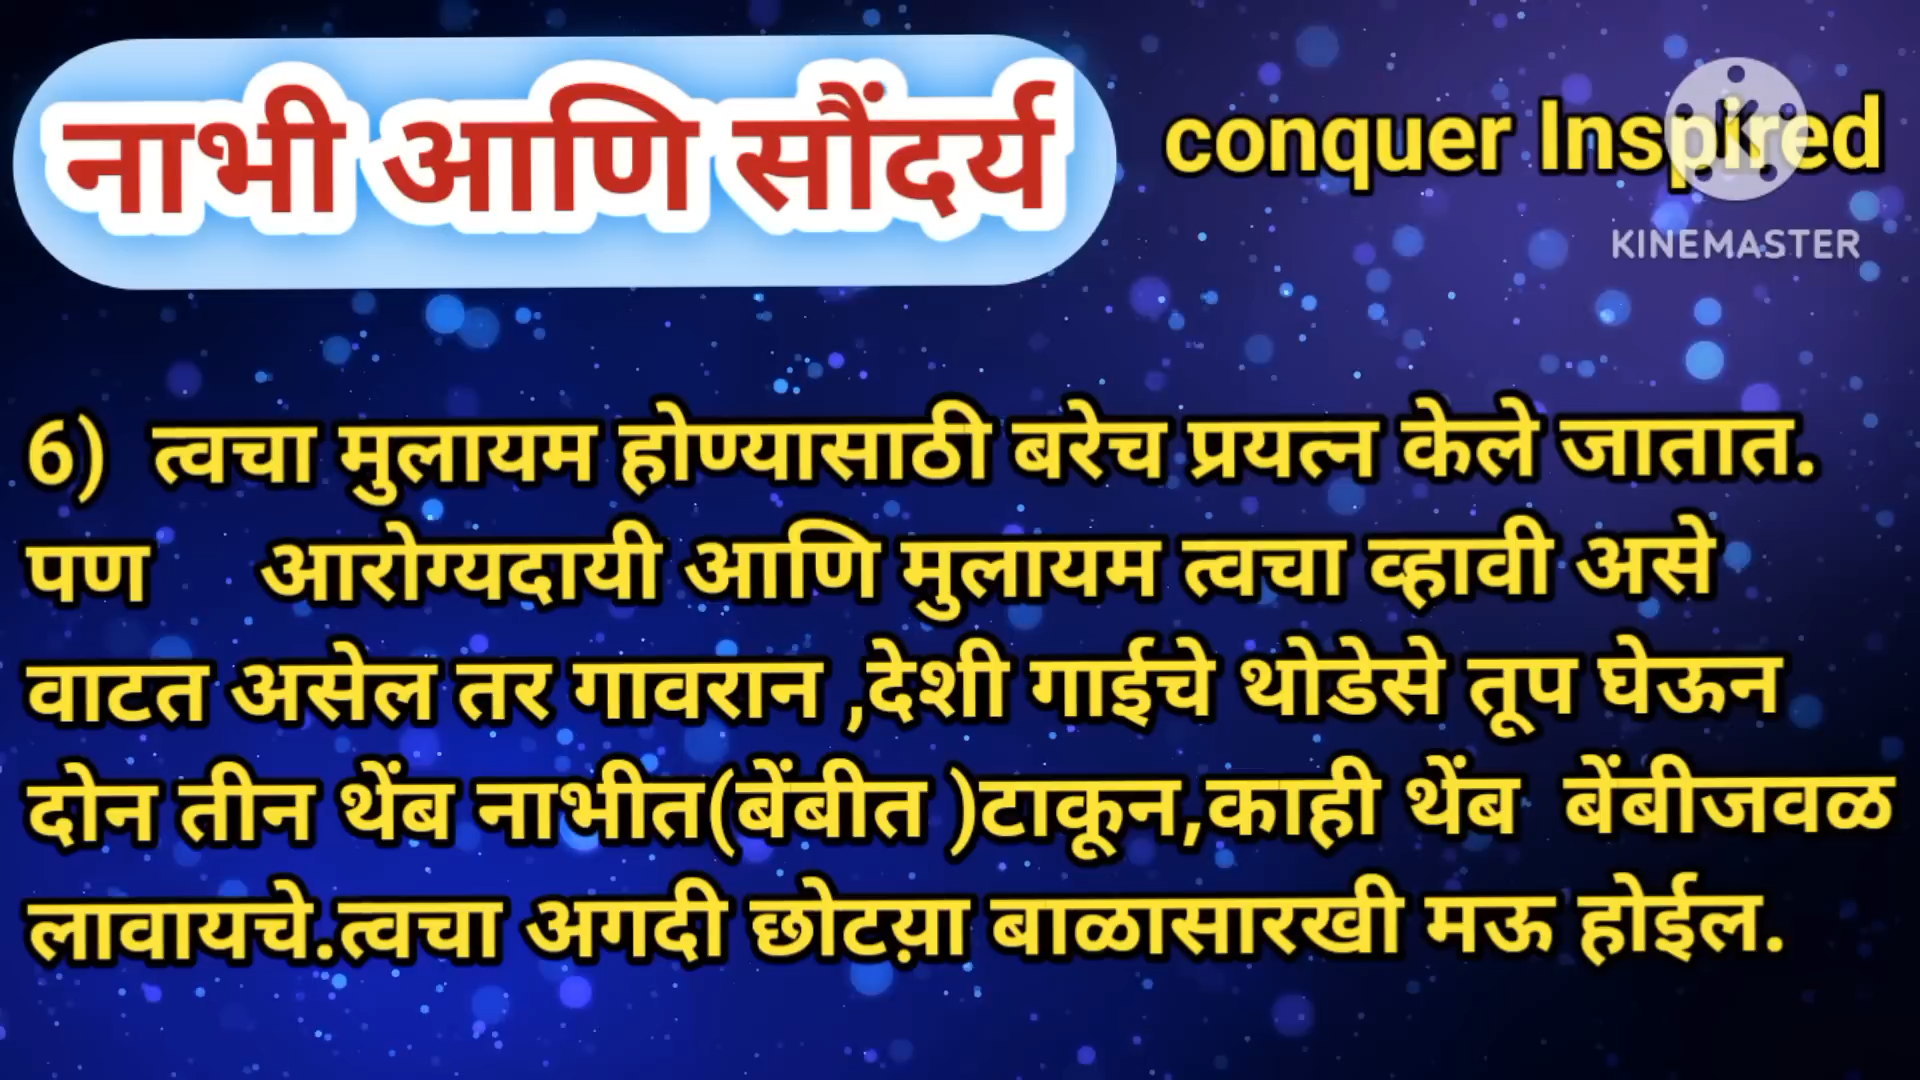 नाभी आणि सौंदर्य
conquer Inspired
KINEMASTER
6) त्वचा मुलायम होण्यासाठी बरेच प्रयत्न केले जातात.
पण आरोग्यदायी आणि मुलायम त्वचा व्हावी असे
वाटत असेल तर गावरान ,देशी गाईचे थोडेसे तूप घेऊन
दोन तीन थेंब नाभीत(बेंबीत )टाकून,काही थेंब बेंबीजवळ
लावायचे.त्वचा अगदी छोटय़ा बाळासारखी मऊ होईल.